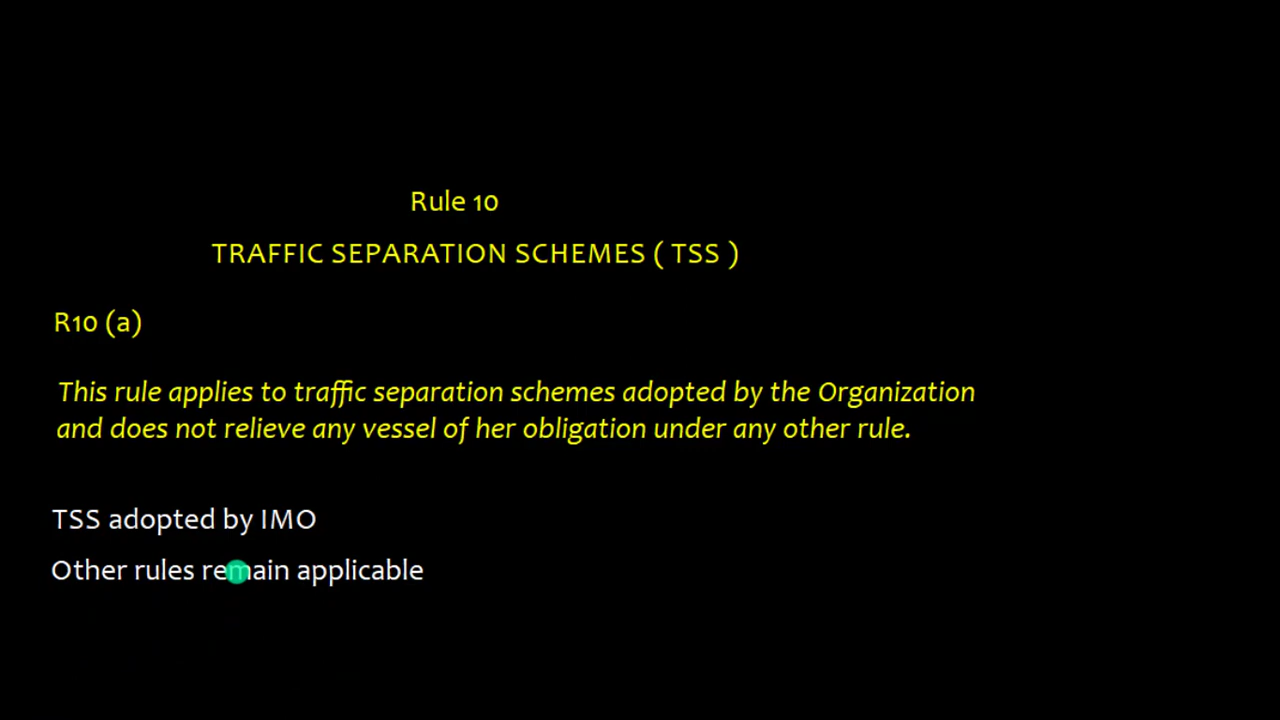 Rule 10
TRAFFIC SEPARATION SCHEMES ( TSS )
R10 (a)
This rule applies to traffic separation schemes adopted by the Organization
and does not relieve any vessel of her obligation under any other rule.
TSS adopted by IMO
Other rules remain applicable